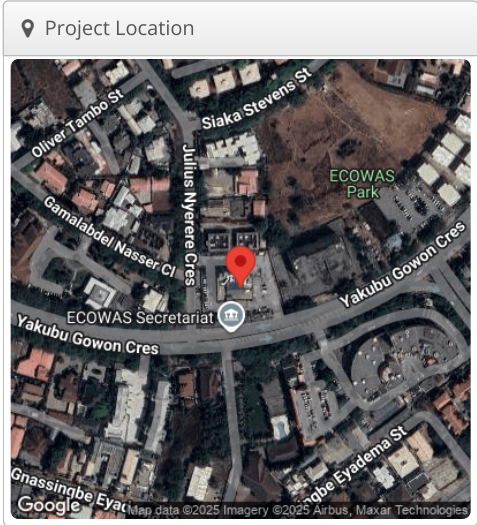 Project Location
Siaka Stevens St
Oliver Tambo St
Julius Nyerere Cres
ECOWAS
Park
Gamalabdel Nasser Cl
Yakubu Gowon Cres
ECOWAS Secretariat
Yakubu Gowon Cres
gbe Eyadema St
Gnassingbe Eyad
Google
Map data ©2025 Imagery ©2025 Airbus, Maxar Technologies